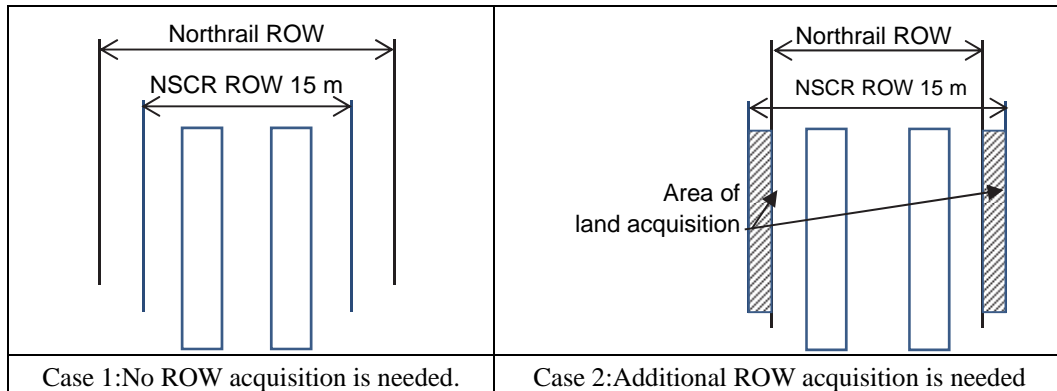 Northrail ROW
NSCR ROW 15 m
Case 1:No ROW acquisition is needed.
Northrail ROW
NSCR ROW 15 m
Area of
land acquisition
Case 2:Additional ROW acquisition is needed